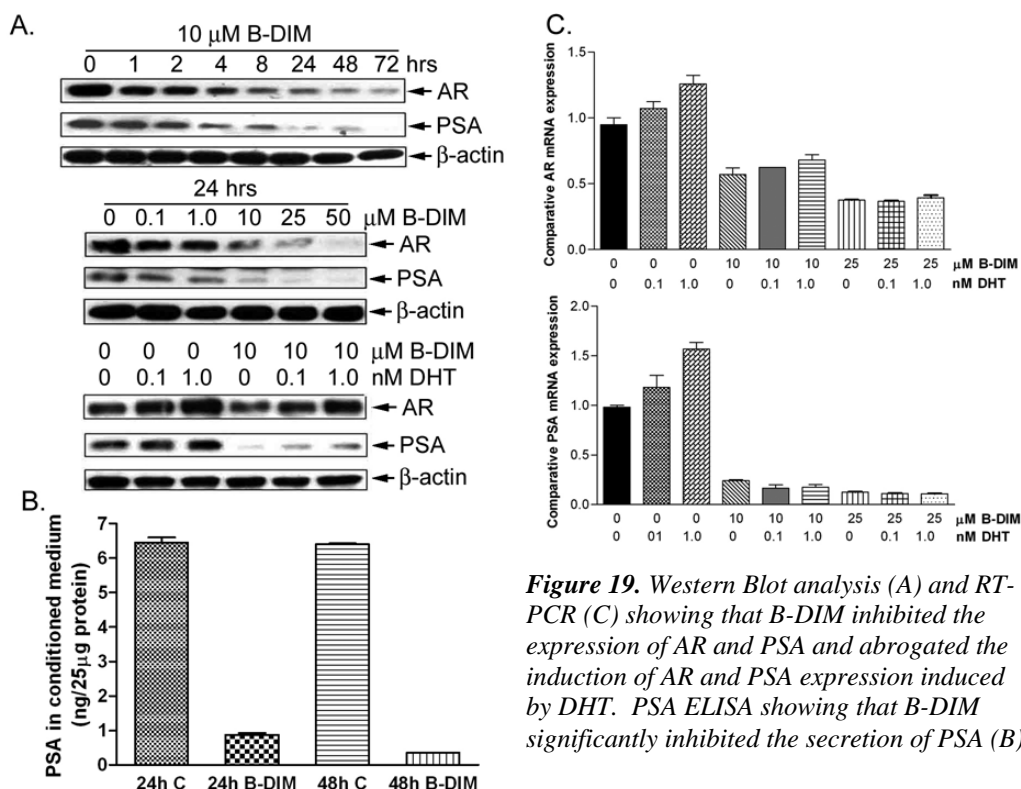 A.
10 μM B-DIM
0 1 2 4 8 24 48 72 hrs
AR
PSA
β-actin
24 hrs
0 0.1 1.0 10 25 50 μM B-DIM
AR
PSA
β-actin
0 0 0 10 10 10 μM B-DIM
0 0.1 1.0 0 0.1 1.0 nM DHT
AR
PSA
β-actin
B.
PSA in conditioned medium
(ng/25μg protein)
7
6
5
4
3
2
1
0
24h C 24h B-DIM 48h C 48h B-DIM
C.
Comparative AR mRNA expression
1.5
1.0
0.5
0.0
0 0 0 10 10 10 25 25 25 μM B-DIM
0 0.1 1.0 0 0.1 1.0 0 0.1 1.0 nM DHT
Comparative PSA mRNA expression
2.0
1.5
1.0
0.5
0.0
0 0 0 10 10 10 25 25 25 μM B-DIM
0 01 1.0 0 0.1 1.0 0 0.1 1.0 nM DHT
Figure 19. Western Blot analysis (A) and RT-
PCR (C) showing that B-DIM inhibited the
expression of AR and PSA and abrogated the
induction of AR and PSA expression induced
by DHT. PSA ELISA showing that B-DIM
significantly inhibited the secretion of PSA (B)